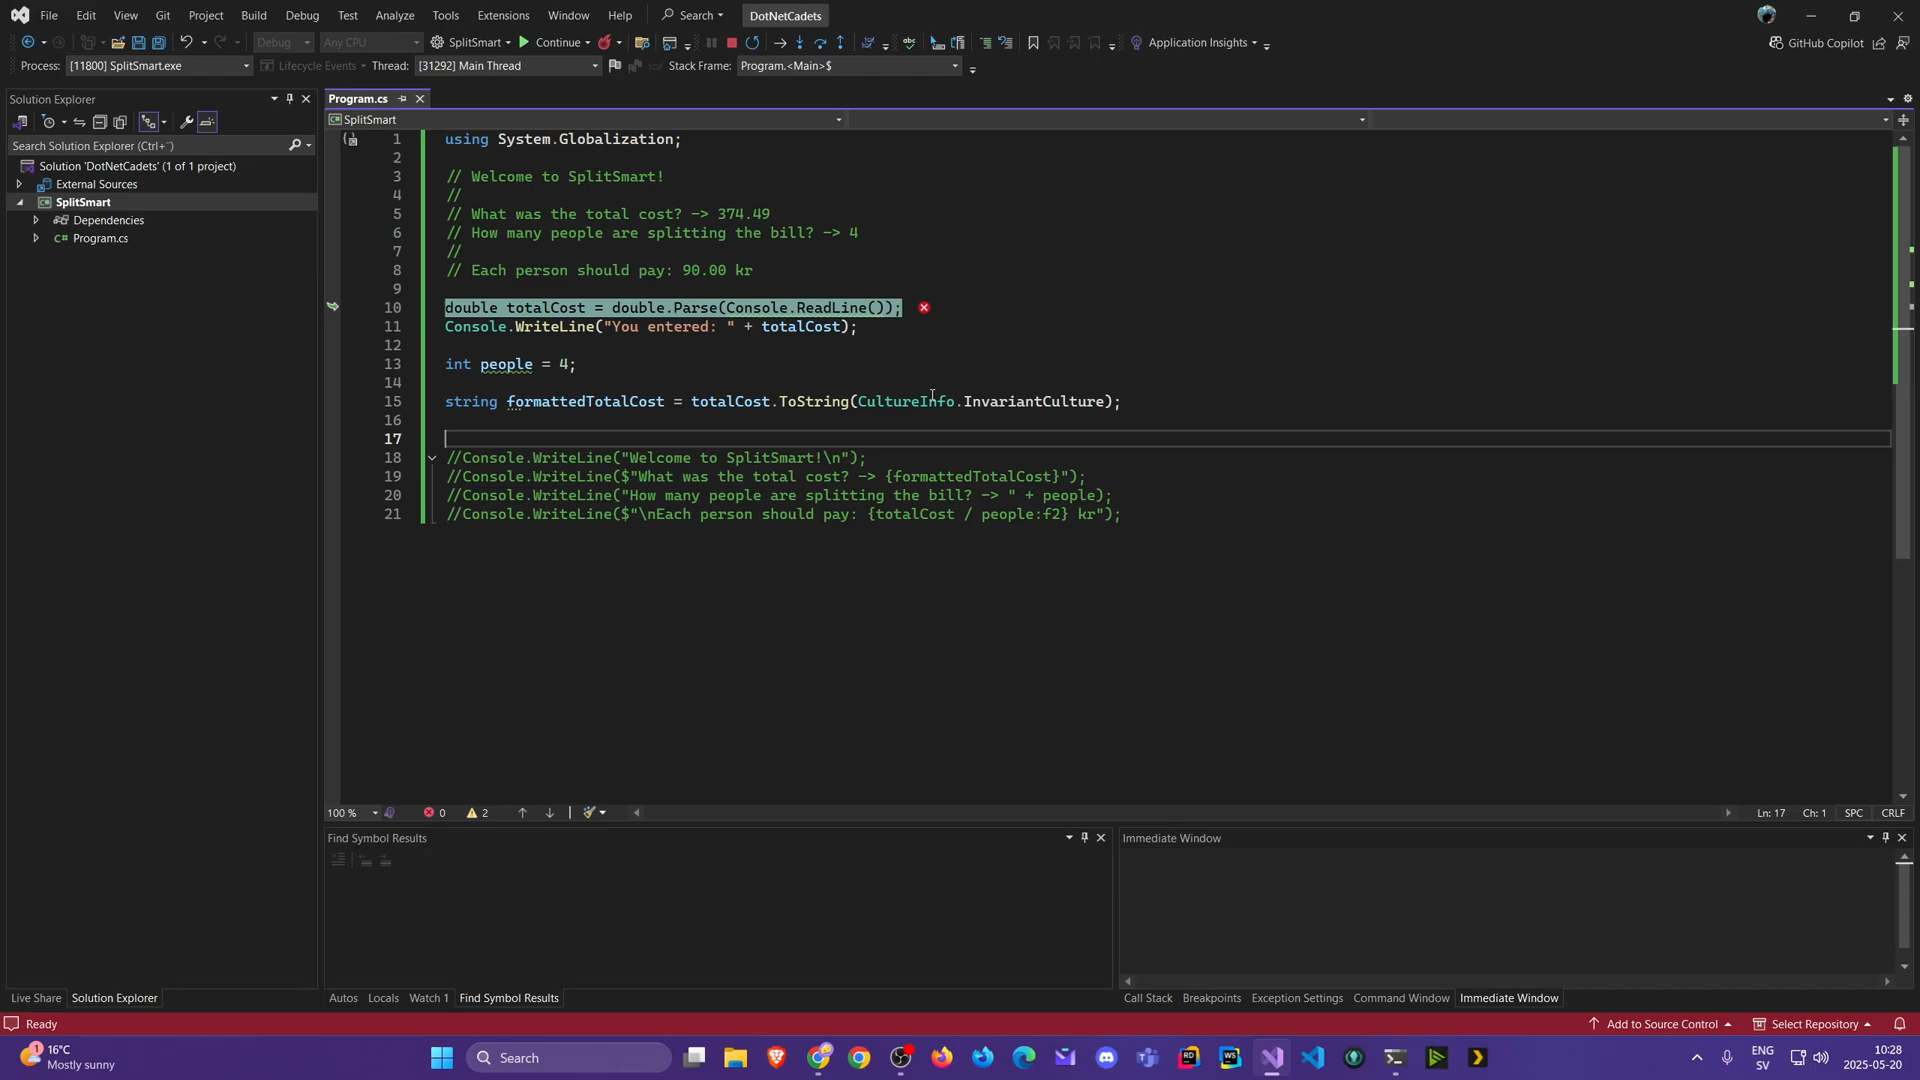 File Edit View Git Project Build Debug Test Analyze Tools Extensions Window Help Search DotNetCadets
Debug Any CPU SplitSmart Continue Application Insights GitHub Copilot
Process: [11800] SplitSmart.exe Lifecycle Events Thread: [31292] Main Thread Stack Frame: Program.<Main>$
Solution Explorer
Search Solution Explorer (Ctrl+¨)
Solution 'DotNetCadets' (1 of 1 project)
External Sources
SplitSmart
Dependencies
Program.cs
Program.cs
SplitSmart
1 using System.Globalization;
2
3 // Welcome to SplitSmart!
4 //
5 // What was the total cost? -> 374.49
6 // How many people are splitting the bill? -> 4
7 //
8 // Each person should pay: 90.00 kr
9
10 double totalCost = double.Parse(Console.ReadLine());
11 Console.WriteLine("You entered: " + totalCost);
12
13 int people = 4;
14
15 string formattedTotalCost = totalCost.ToString(CultureInfo.InvariantCulture);
16
17
18 //Console.WriteLine("Welcome to SplitSmart!\n");
19 //Console.WriteLine($"What was the total cost? -> {formattedTotalCost}");
20 //Console.WriteLine("How many people are splitting the bill? -> " + people);
21 //Console.WriteLine($"\nEach person should pay: {totalCost / people:f2} kr");
100 % 0 2 Ln: 17 Ch: 1 SPC CRLF
Find Symbol Results
Immediate Window
Live Share Solution Explorer
Autos Locals Watch 1 Find Symbol Results
Call Stack Breakpoints Exception Settings Command Window Immediate Window
Ready Add to Source Control Select Repository
1
16°C
Mostly sunny
Search
RD
WS
ENG
SV
10:28
2025-05-20